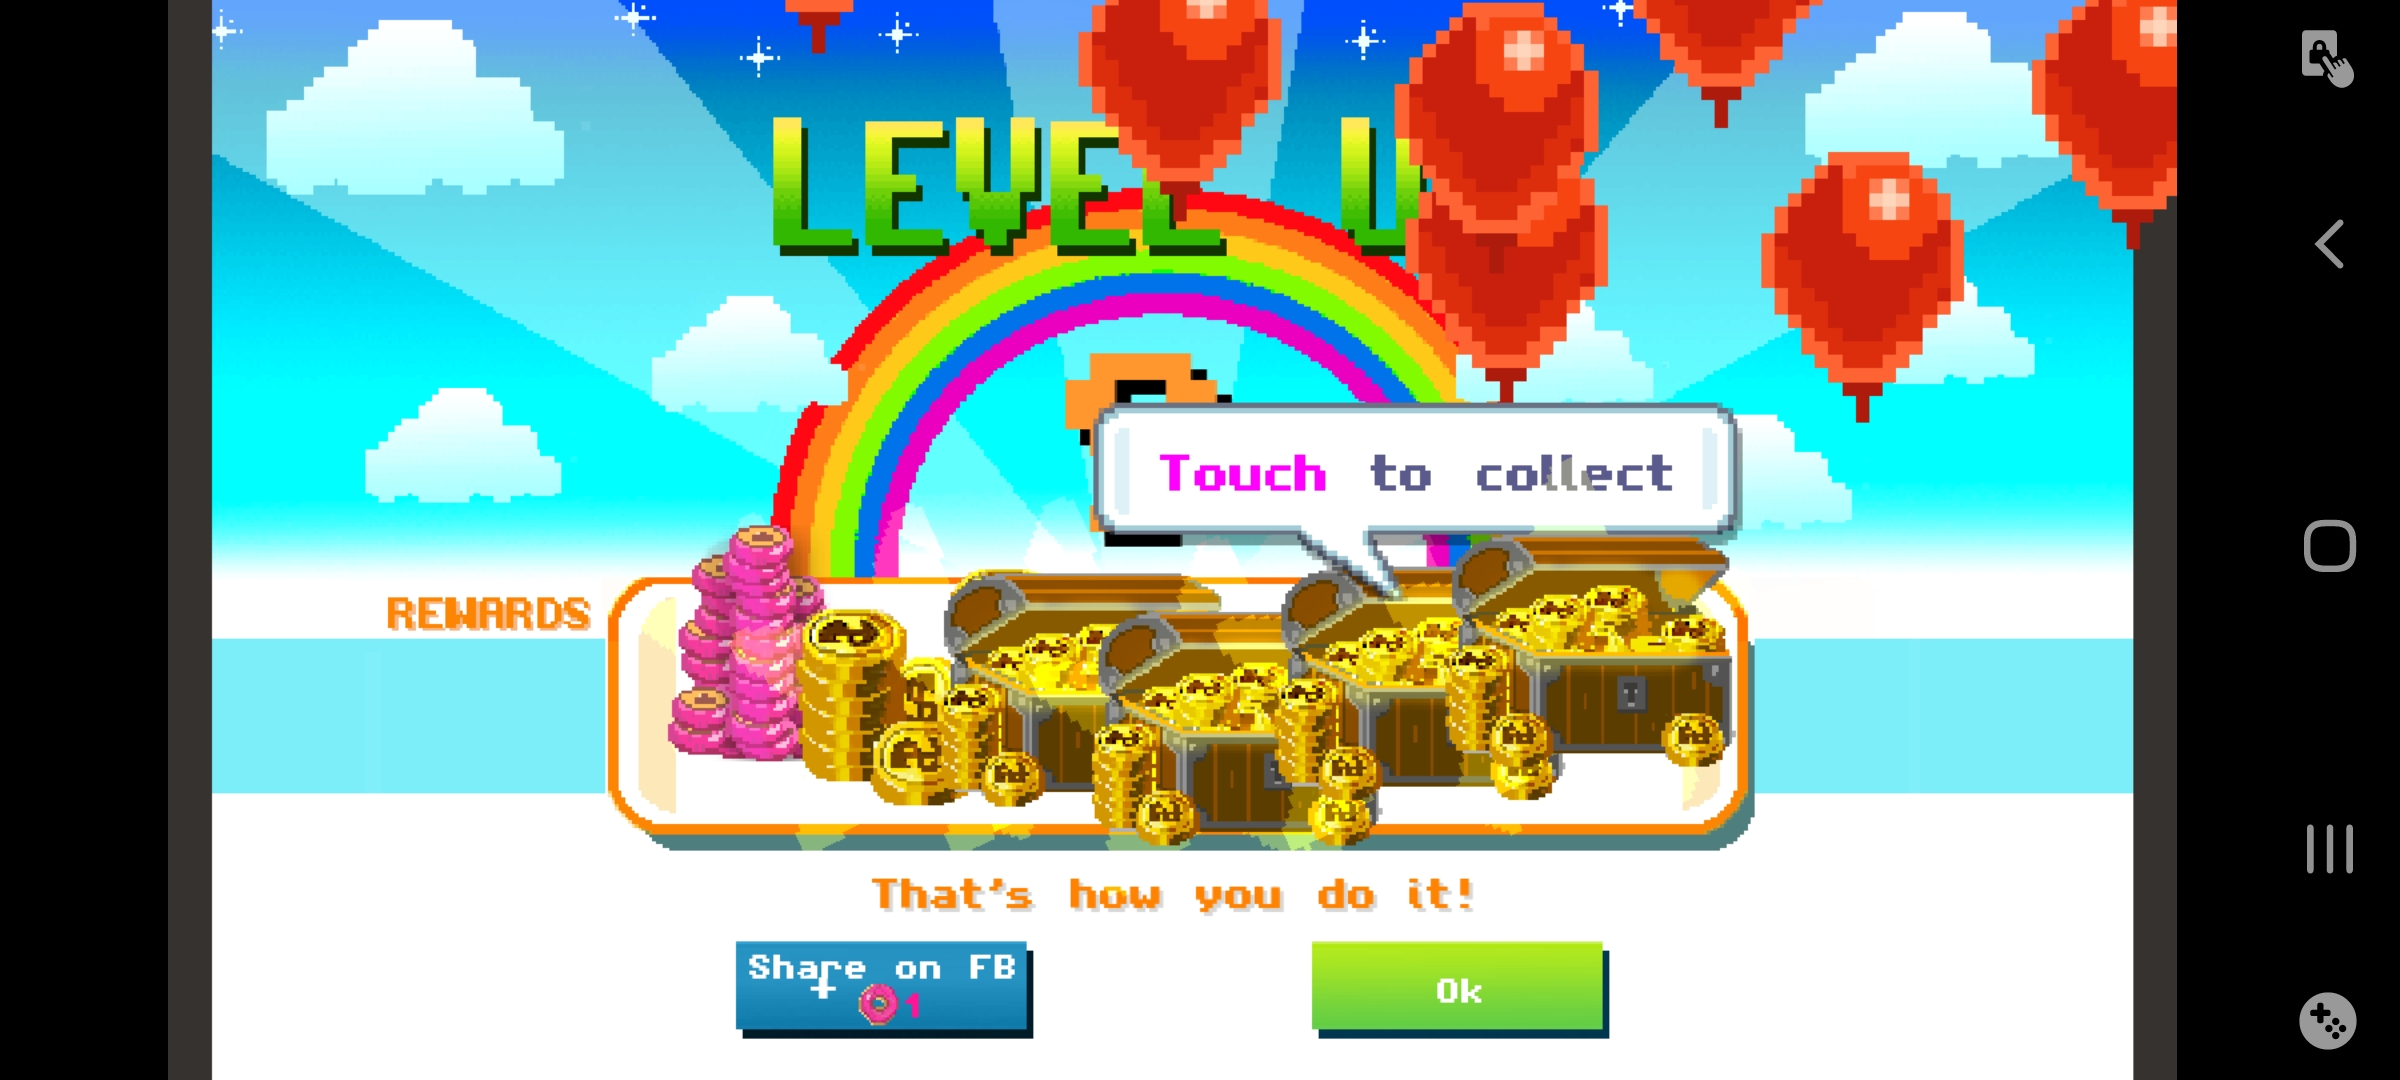 LEVEL U
Touch to collect
REWARDS
That's how you do it!
Share on FB
+ 1
Ok